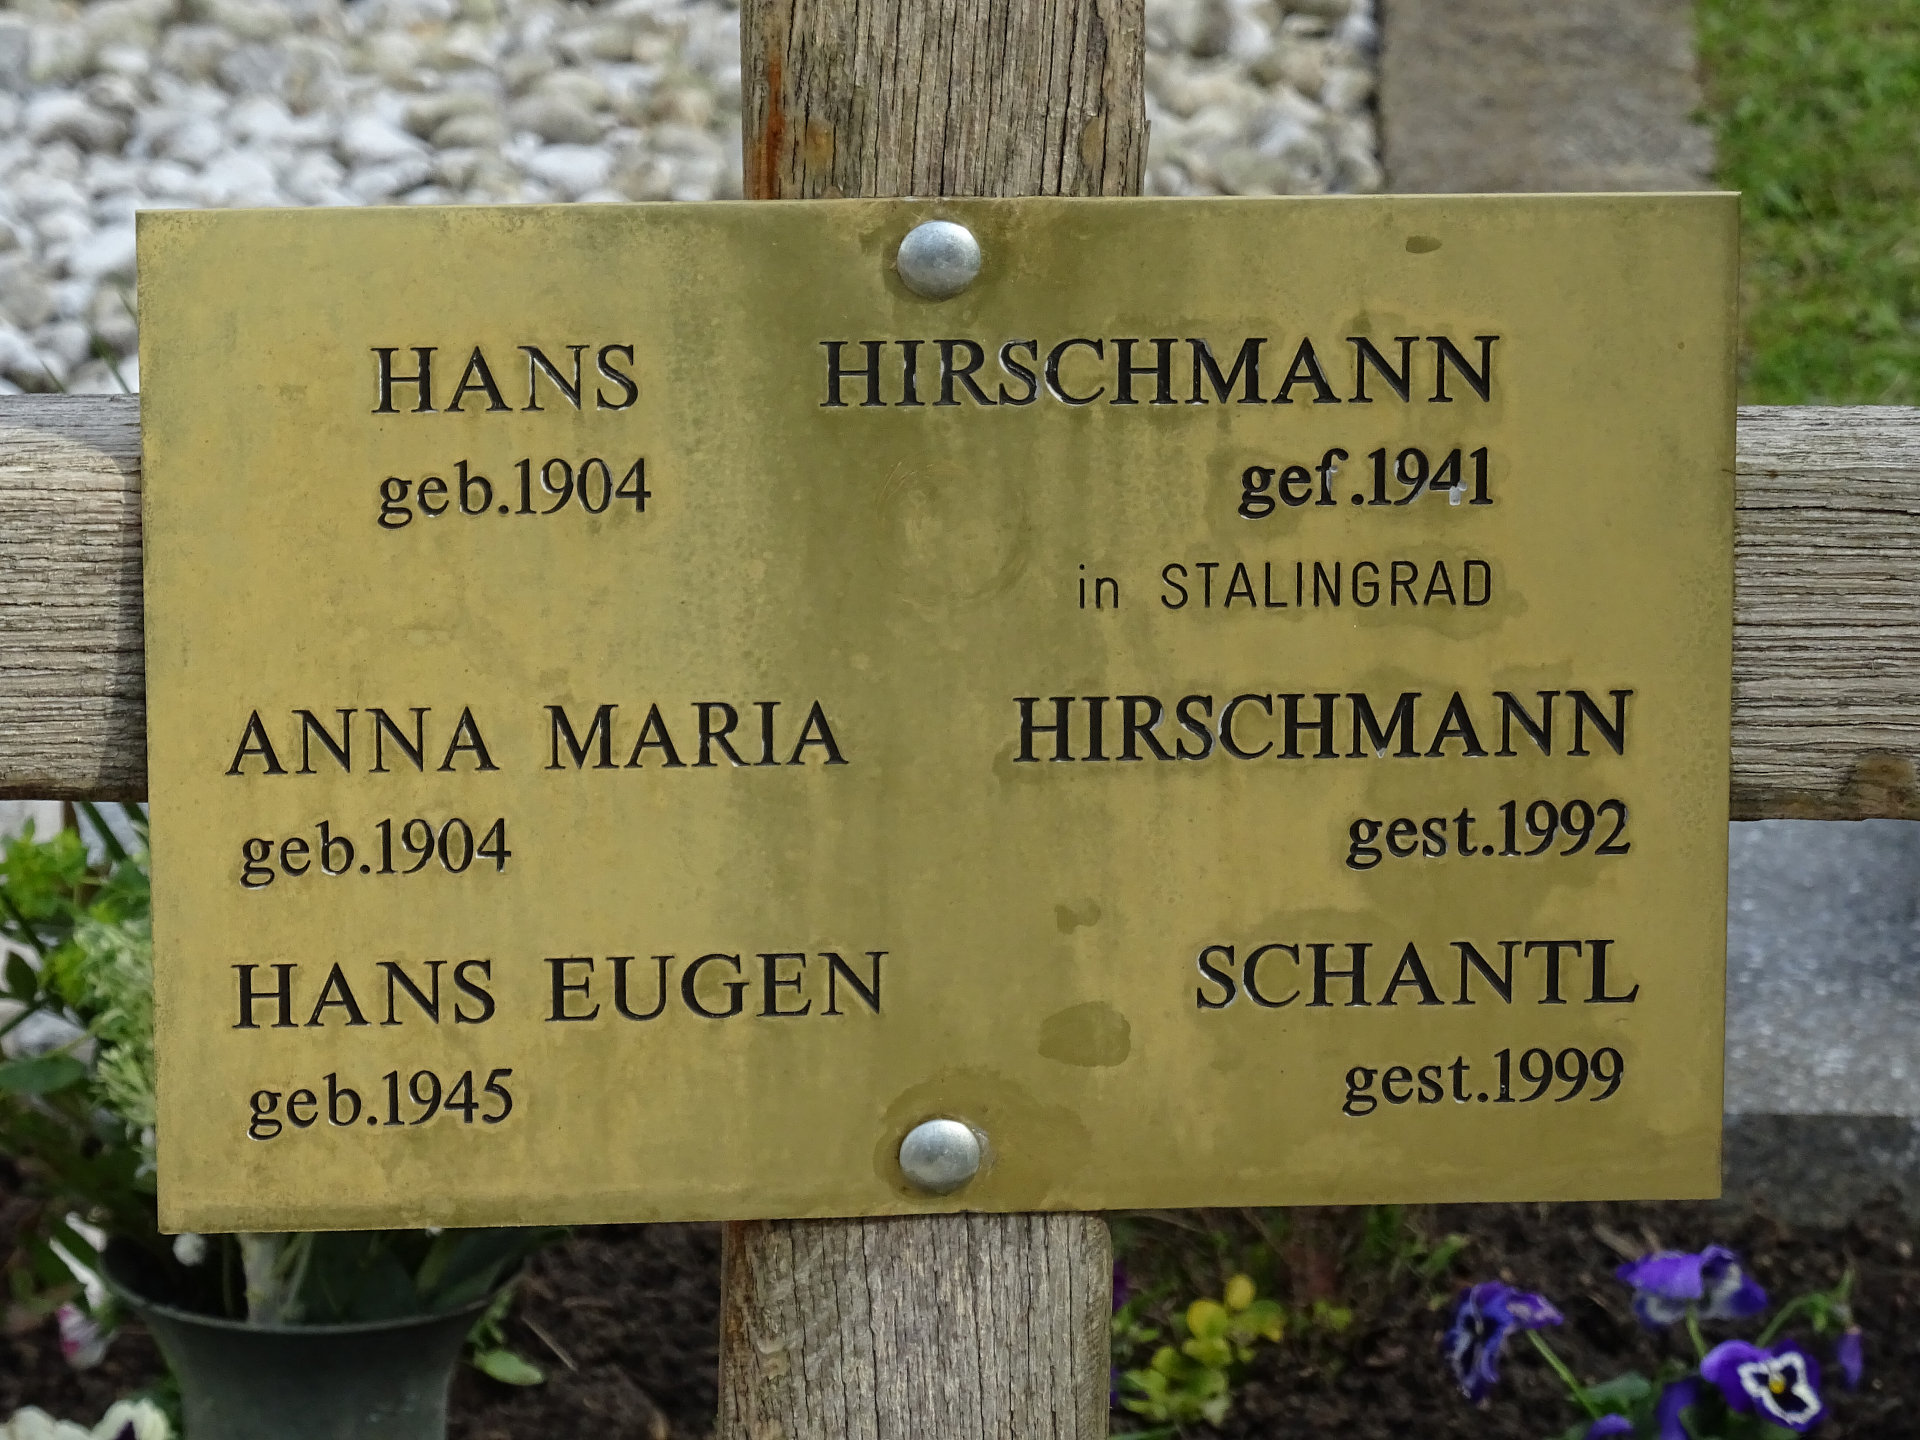 HANS HIRSCHMANN
geb.1904 gef.1941
in STALINGRAD
ANNA MARIA HIRSCHMANN
geb.1904 gest.1992
HANS EUGEN SCHANTL
geb.1945 gest.1999